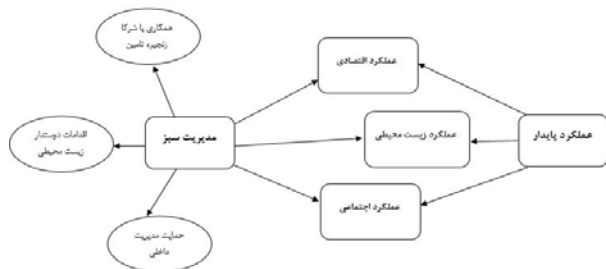 همکاری با شرکا
زنجیره تامین
عملکرد اقتصادی
اقدامات دوستدار
زیست محیطی
مدیریت سبز
عملکرد زیست محیطی
عملکرد پایدار
عملکرد اجتماعی
حمایت مدیریت
داخلی